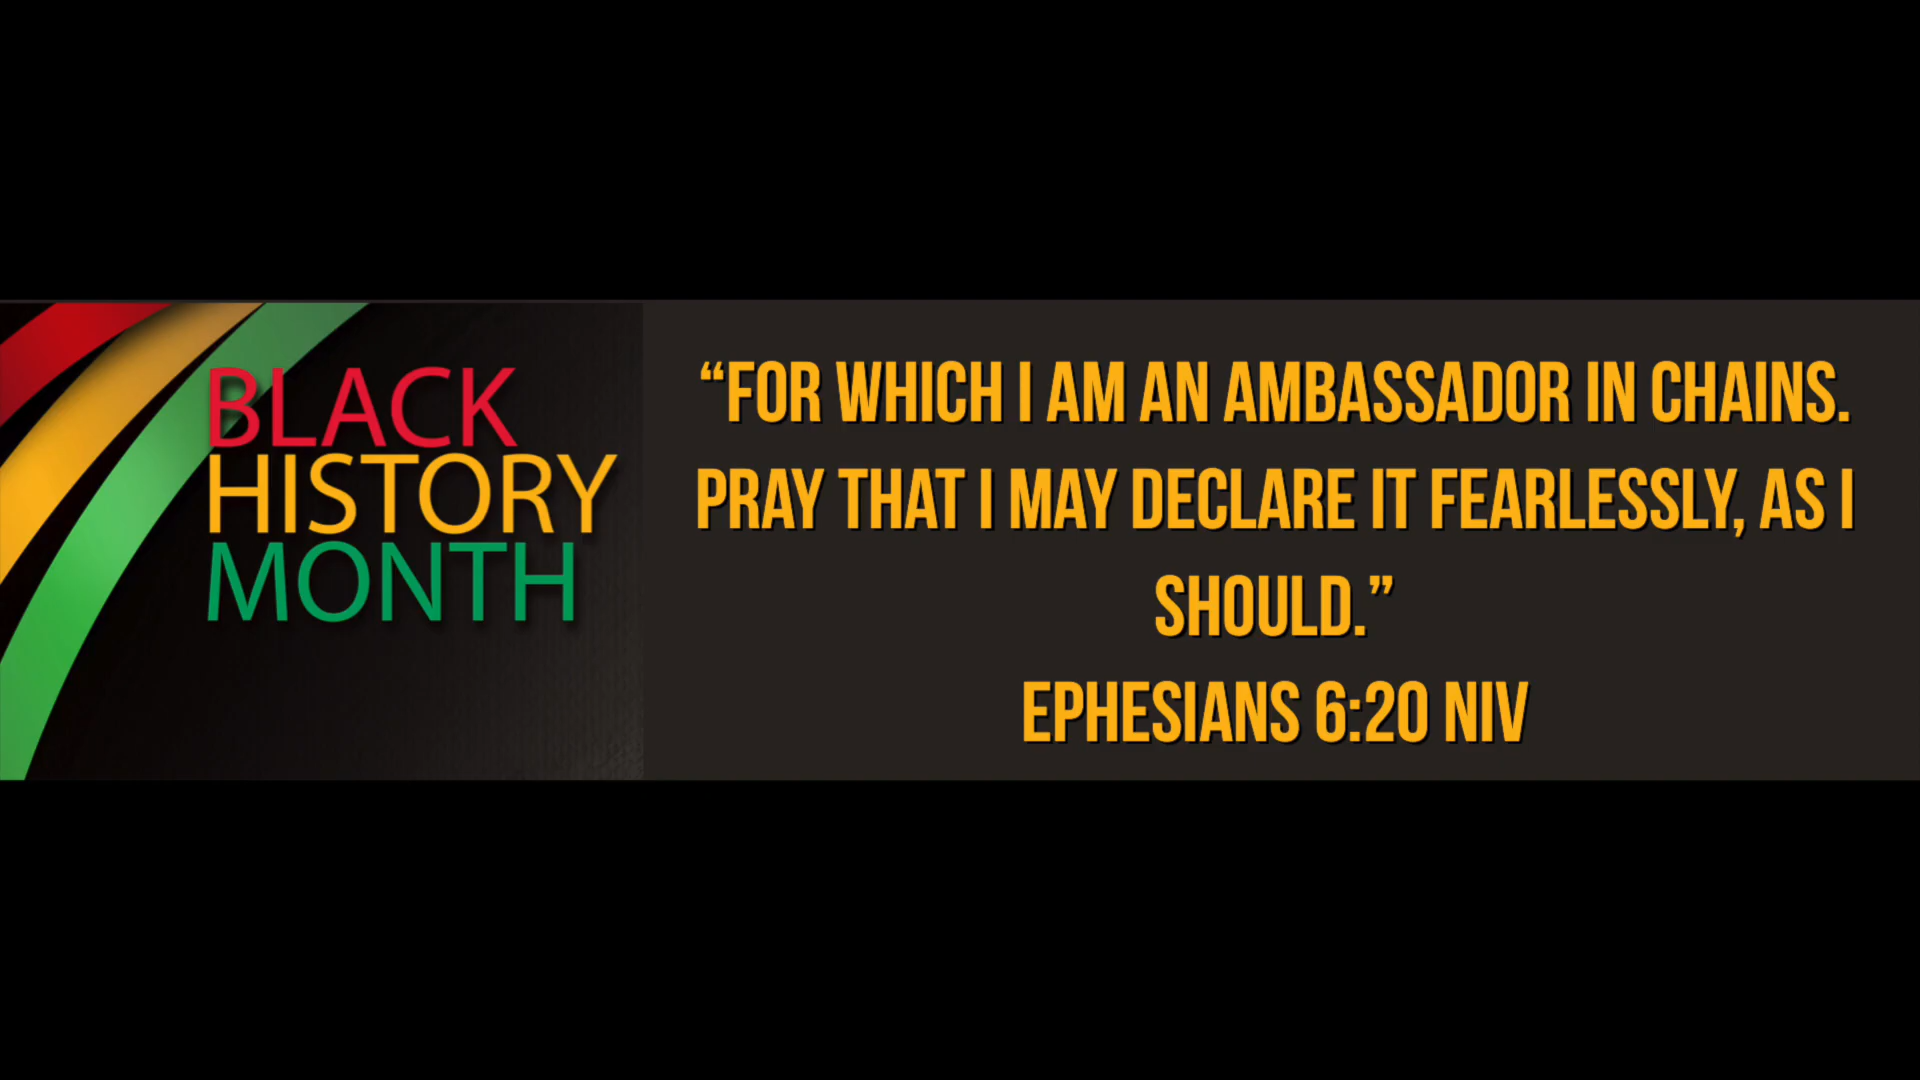 BLACK
HISTORY
MONTH
“FOR WHICH I AM AN AMBASSADOR IN CHAINS.
PRAY THAT I MAY DECLARE IT FEARLESSLY, AS I
SHOULD.”
EPHESIANS 6:20 NIV